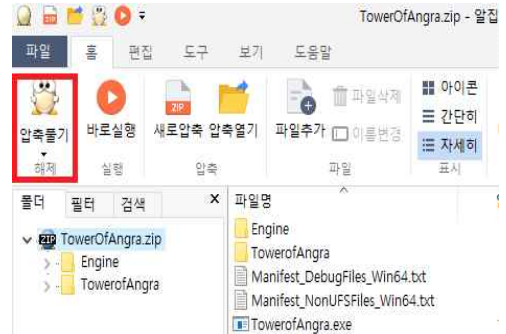 TowerOfAngra.zip - 알집
파일 홈 편집 도구 보기 도움말
압축풀기 바로실행 새로압축 압축열기 파일추가 파일삭제 이름변경 아이콘 간단히 자세히
ZIP
해제 실행 압축 파일 표시
폴더 필터 검색 X 파일명
ZIP TowerOfAngra.zip
Engine
TowerofAngra
Engine
TowerofAngra
Manifest_DebugFiles_Win64.txt
Manifest_NonUFSFiles_Win64.txt
TowerofAngra.exe